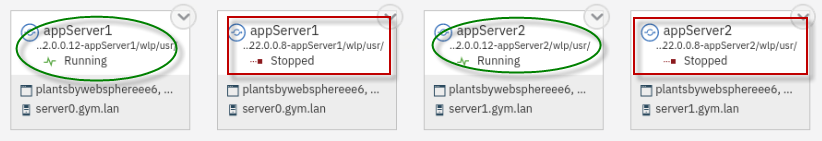 appServer1
..2.0.0.12-appServer1/wlp/usr/
Running
plantsbywebsphereee6, ...
server0.gym.lan
appServer1
..22.0.0.8-appServer1/wlp/usr/
Stopped
plantsbywebsphereee6, ...
server0.gym.lan
appServer2
..2.0.0.12-appServer2/wlp/usr/
Running
plantsbywebsphereee6, ...
server1.gym.lan
appServer2
..22.0.0.8-appServer2/wlp/usr/
Stopped
plantsbywebsphereee6, ...
server1.gym.lan